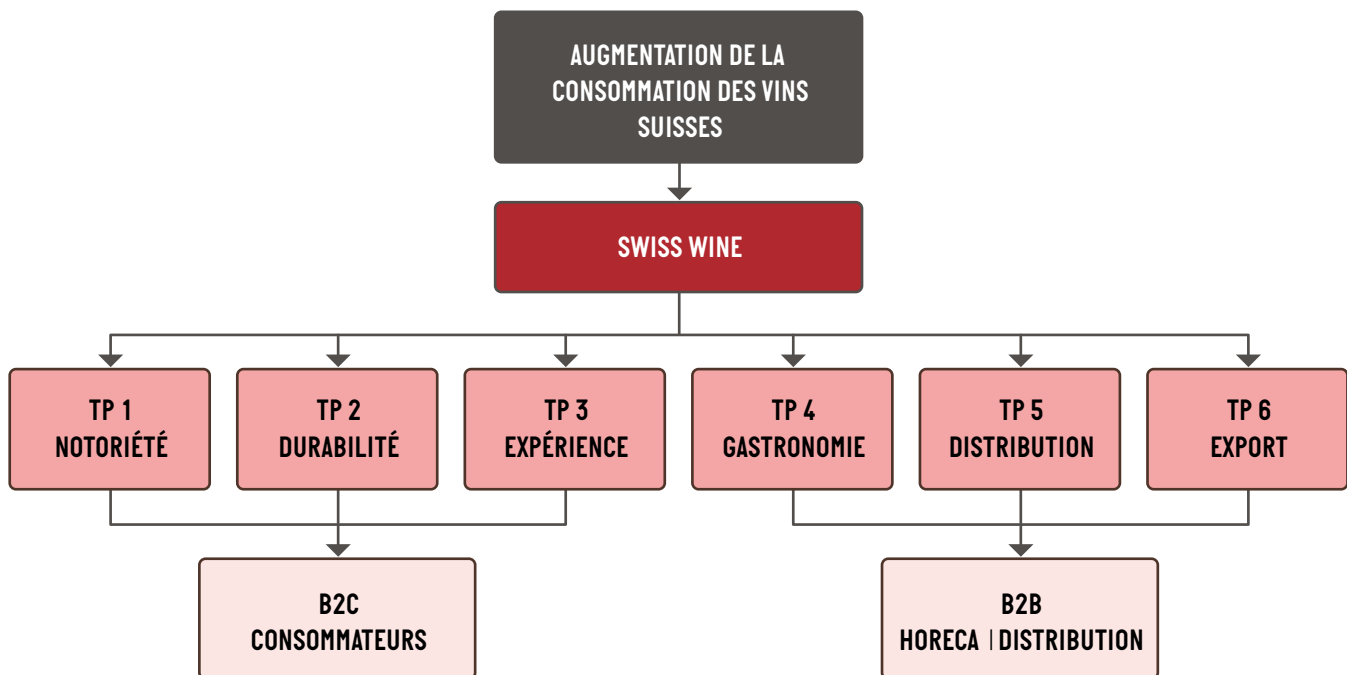 AUGMENTATION DE LA
CONSOMMATION DES VINS
SUISSES
SWISS WINE
TP 1
NOTORIÉTÉ
TP 2
DURABILITÉ
TP 3
EXPÉRIENCE
TP 4
GASTRONOMIE
TP 5
DISTRIBUTION
TP 6
EXPORT
B2C
CONSOMMATEURS
B2B
HORECA | DISTRIBUTION